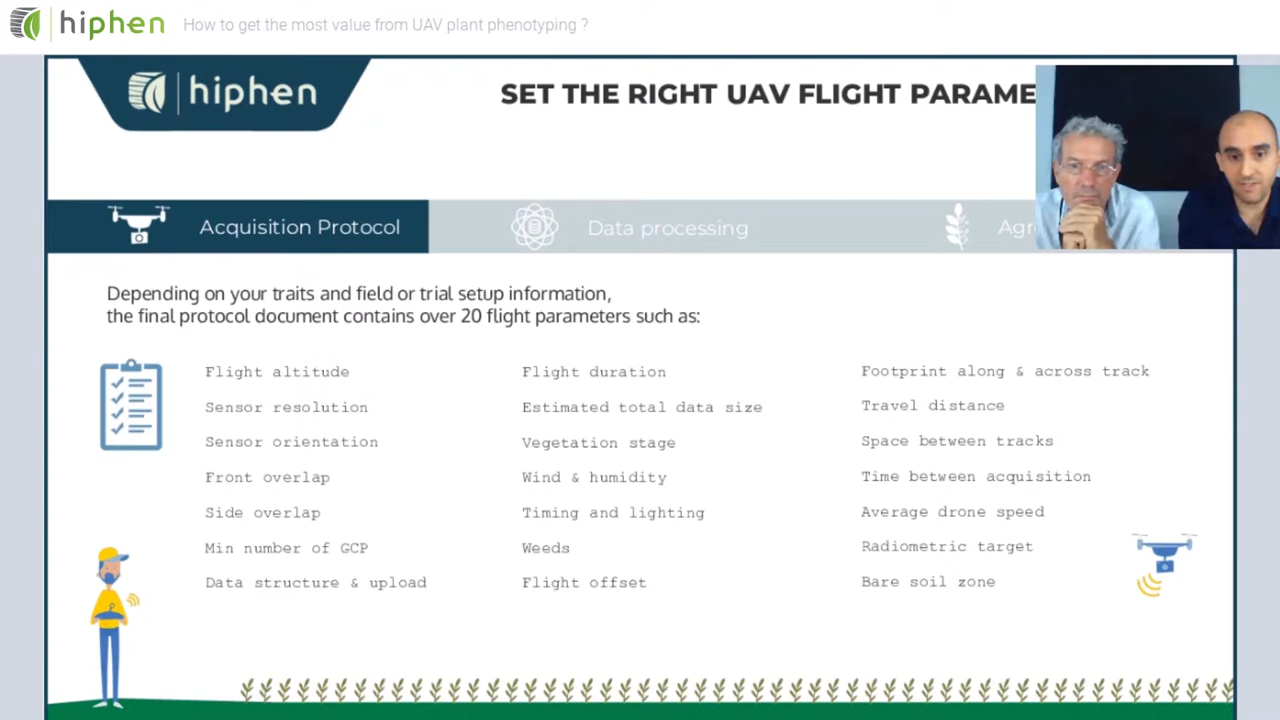 hiphen How to get the most value from UAV plant phenotyping ?
hiphen
SET THE RIGHT UAV FLIGHT PARAME
Acquisition Protocol
Data processing
Agr
Depending on your traits and field or trial setup information,
the final protocol document contains over 20 flight parameters such as:
Flight altitude
Sensor resolution
Sensor orientation
Front overlap
Side overlap
Min number of GCP
Data structure & upload
Flight duration
Estimated total data size
Vegetation stage
Wind & humidity
Timing and lighting
Weeds
Flight offset
Footprint along & across track
Travel distance
Space between tracks
Time between acquisition
Average drone speed
Radiometric target
Bare soil zone